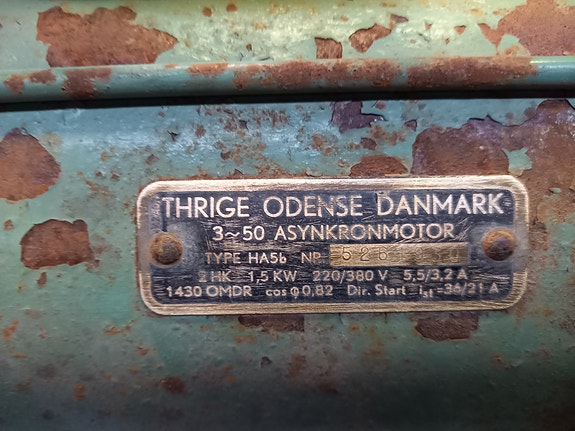 THRIGE ODENSE DANMARK
3~50 ASYNKRONMOTOR
TYPE HA5b NR
2 HK 1,5 KW 220/380 V 5,5/3,2 A
1430 OMDR cos φ 0,82 Dir. Start Ist-36/21 A